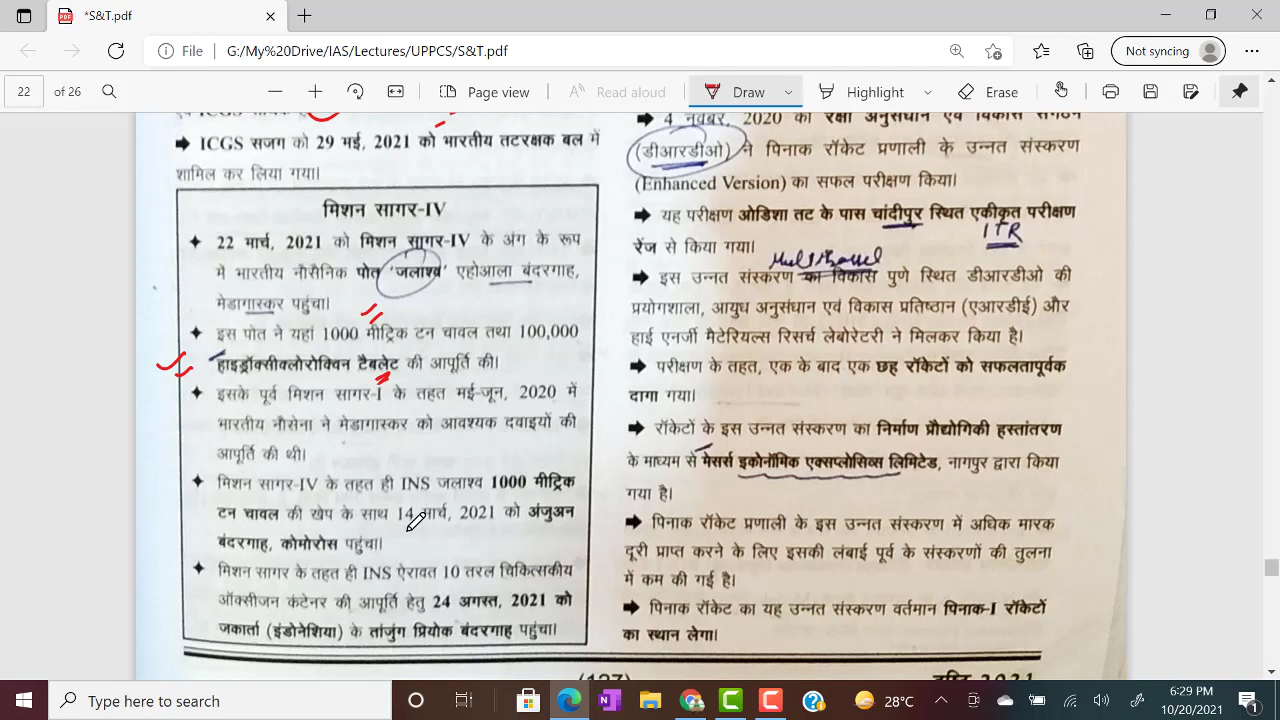 *S&T.pdf
File
G:/My%20Drive/IAS/Lectures/UPPCS/S&T.pdf
Not syncing
22 of 26
Page view
Read aloud
Draw
Highlight
Erase
➡ ICGS सजग को 29 मई, 2021 को भारतीय तटरक्षक बल में
शामिल कर लिया गया।
मिशन सागर-IV
✦ 22 मार्च, 2021 को मिशन सागर-IV के अंग के रूप
में भारतीय नौसैनिक पोत 'जलाश्व' एहोआला बंदरगाह,
मेडागास्कर पहुंचा।
✦ इस पोत ने यहां 1000 मीट्रिक टन चावल तथा 100,000
हाइड्रॉक्सीक्लोरोक्विन टैबलेट की आपूर्ति की।
✦ इसके पूर्व मिशन सागर-I के तहत मई-जून, 2020 में
भारतीय नौसेना ने मेडागास्कर को आवश्यक दवाइयों की
आपूर्ति की थी।
✦ मिशन सागर-IV के तहत ही INS जलाश्व 1000 मीट्रिक
टन चावल की खेप के साथ 14 मार्च, 2021 को अंजुअन
बंदरगाह, कोमोरोस पहुंचा।
✦ मिशन सागर के तहत ही INS ऐरावत 10 तरल चिकित्सकीय
ऑक्सीजन कंटेनर की आपूर्ति हेतु 24 अगस्त, 2021 को
जकार्ता (इंडोनेशिया) के तांजुंग प्रियोक बंदरगाह पहुंचा।
➡ 4 नवंबर, 2020 को रक्षा अनुसंधान एवं विकास संगठन
(डीआरडीओ) ने पिनाक रॉकेट प्रणाली के उन्नत संस्करण
(Enhanced Version) का सफल परीक्षण किया।
➡ यह परीक्षण ओडिशा तट के पास चांदीपुर स्थित एकीकृत परीक्षण
ITR
रेंज से किया गया।
➡ इस उन्नत संस्करण का विकास पुणे स्थित डीआरडीओ की
प्रयोगशाला, आयुध अनुसंधान एवं विकास प्रतिष्ठान (एआरडीई) और
हाई एनर्जी मैटेरियल्स रिसर्च लेबोरेटरी ने मिलकर किया है।
➡ परीक्षण के तहत, एक के बाद एक छह रॉकेटों को सफलतापूर्वक
दागा गया।
➡ रॉकेटों के इस उन्नत संस्करण का निर्माण प्रौद्योगिकी हस्तांतरण
के माध्यम से मेसर्स इकोनॉमिक एक्सप्लोसिव्स लिमिटेड, नागपुर द्वारा किया
गया है।
➡ पिनाक रॉकेट प्रणाली के इस उन्नत संस्करण में अधिक मारक
दूरी प्राप्त करने के लिए इसकी लंबाई पूर्व के संस्करणों की तुलना
में कम की गई है।
➡ पिनाक रॉकेट का यह उन्नत संस्करण वर्तमान पिनाक-I रॉकेटों
का स्थान लेगा।
Type here to search
28°C
6:29 PM
10/20/2021